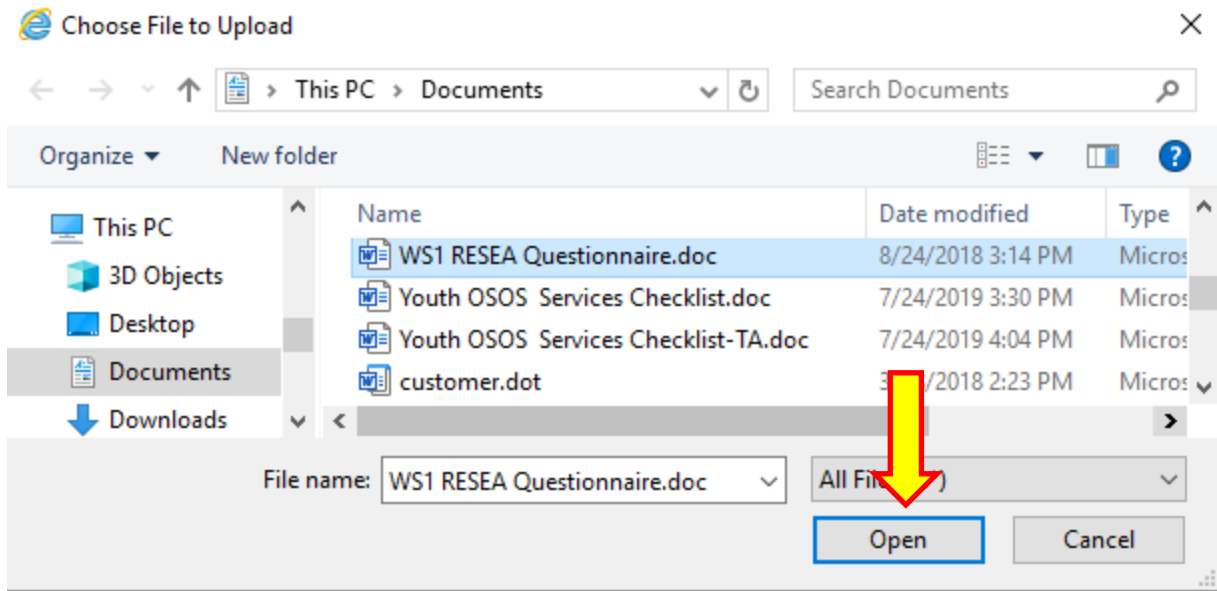 Choose File to Upload
This PC > Documents
Search Documents
Organize
New folder
?
This PC
3D Objects
Desktop
Documents
Downloads
Name Date modified Type
WS1 RESEA Questionnaire.doc 8/24/2018 3:14 PM Micros
Youth OSOS  Services Checklist.doc 7/24/2019 3:30 PM Micros
Youth OSOS  Services Checklist-TA.doc 7/24/2019 4:04 PM Micros
customer.dot /2018 2:23 PM Micros
File name: WS1 RESEA Questionnaire.doc
All
Open Cancel